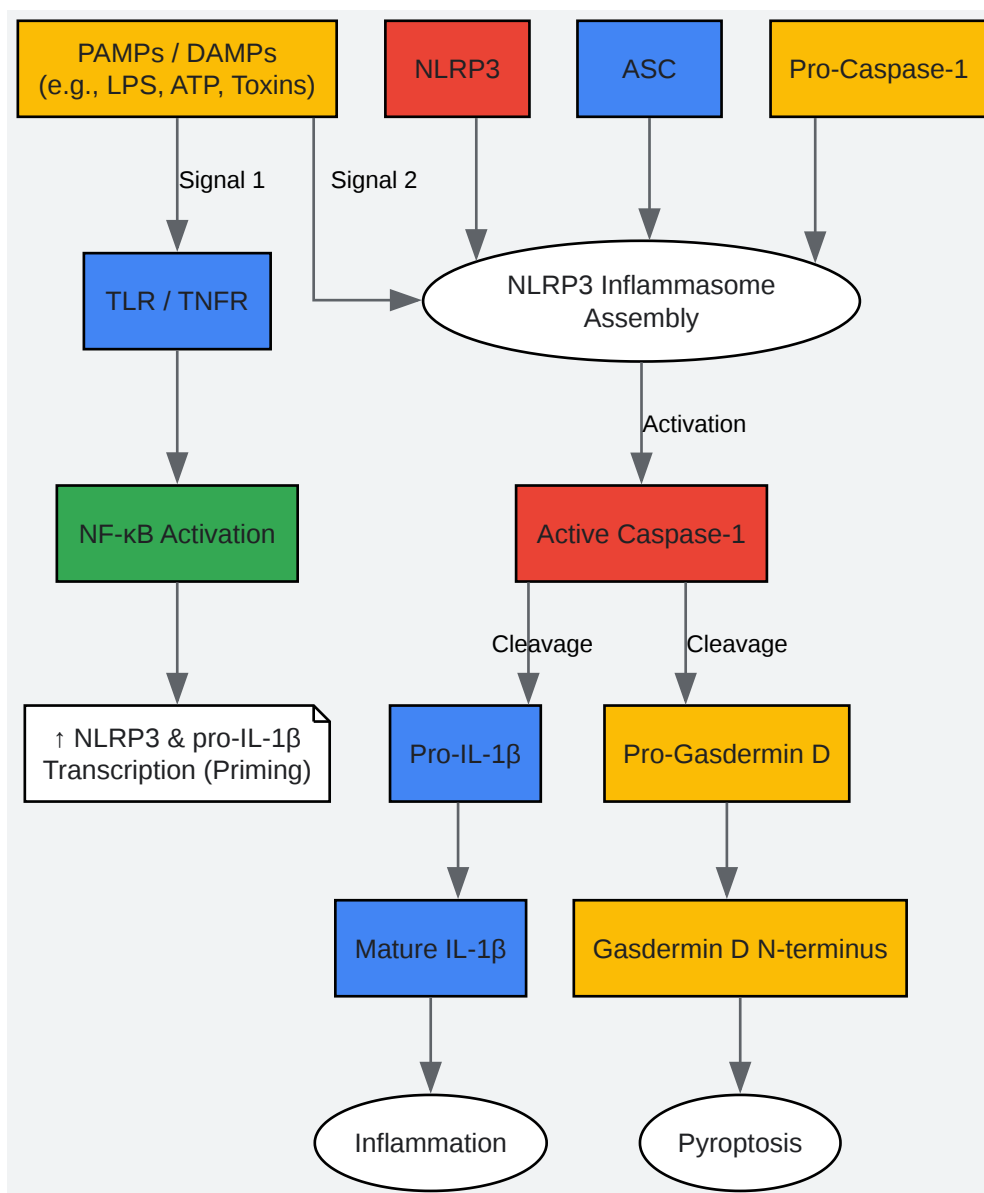 PAMPs / DAMPs
(e.g., LPS, ATP, Toxins)
NLRP3
ASC
Pro-Caspase-1
Signal 1
Signal 2
TLR / TNFR
NLRP3 Inflammasome
Assembly
Activation
NF-κB Activation
Active Caspase-1
Cleavage
Cleavage
↑ NLRP3 & pro-IL-1β
Transcription (Priming)
Pro-IL-1β
Pro-Gasdermin D
Mature IL-1β
Gasdermin D N-terminus
Inflammation
Pyroptosis